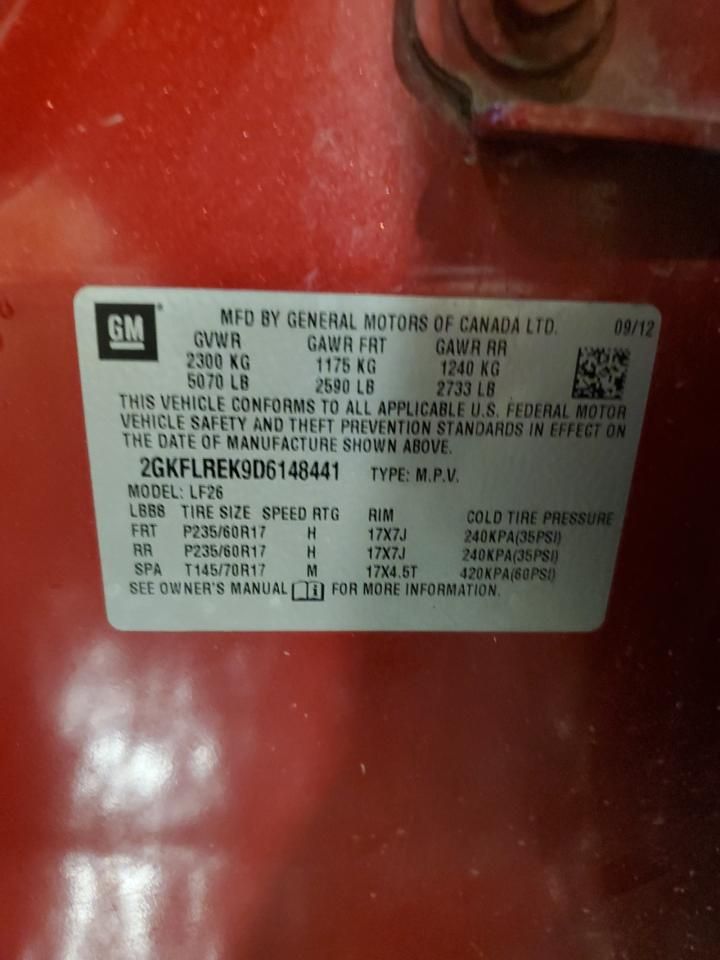 GM
MFD BY GENERAL MOTORS OF CANADA LTD. 09/12
GVWR GAWR FRT GAWR RR
2300 KG 1175 KG 1240 KG
5070 LB 2590 LB 2733 LB
THIS VEHICLE CONFORMS TO ALL APPLICABLE U.S. FEDERAL MOTOR
VEHICLE SAFETY AND THEFT PREVENTION STANDARDS IN EFFECT ON
THE DATE OF MANUFACTURE SHOWN ABOVE.
2GKFLREK9D6148441 TYPE: M.P.V.
MODEL: LF26
LBB8 TIRE SIZE SPEED RTG RIM COLD TIRE PRESSURE
FRT P235/60R17 H 17X7J 240KPA(35PSI)
RR P235/60R17 H 17X7J 240KPA(35PSI)
SPA T145/70R17 M 17X4.5T 420KPA(60PSI)
SEE OWNER'S MANUAL FOR MORE INFORMATION.